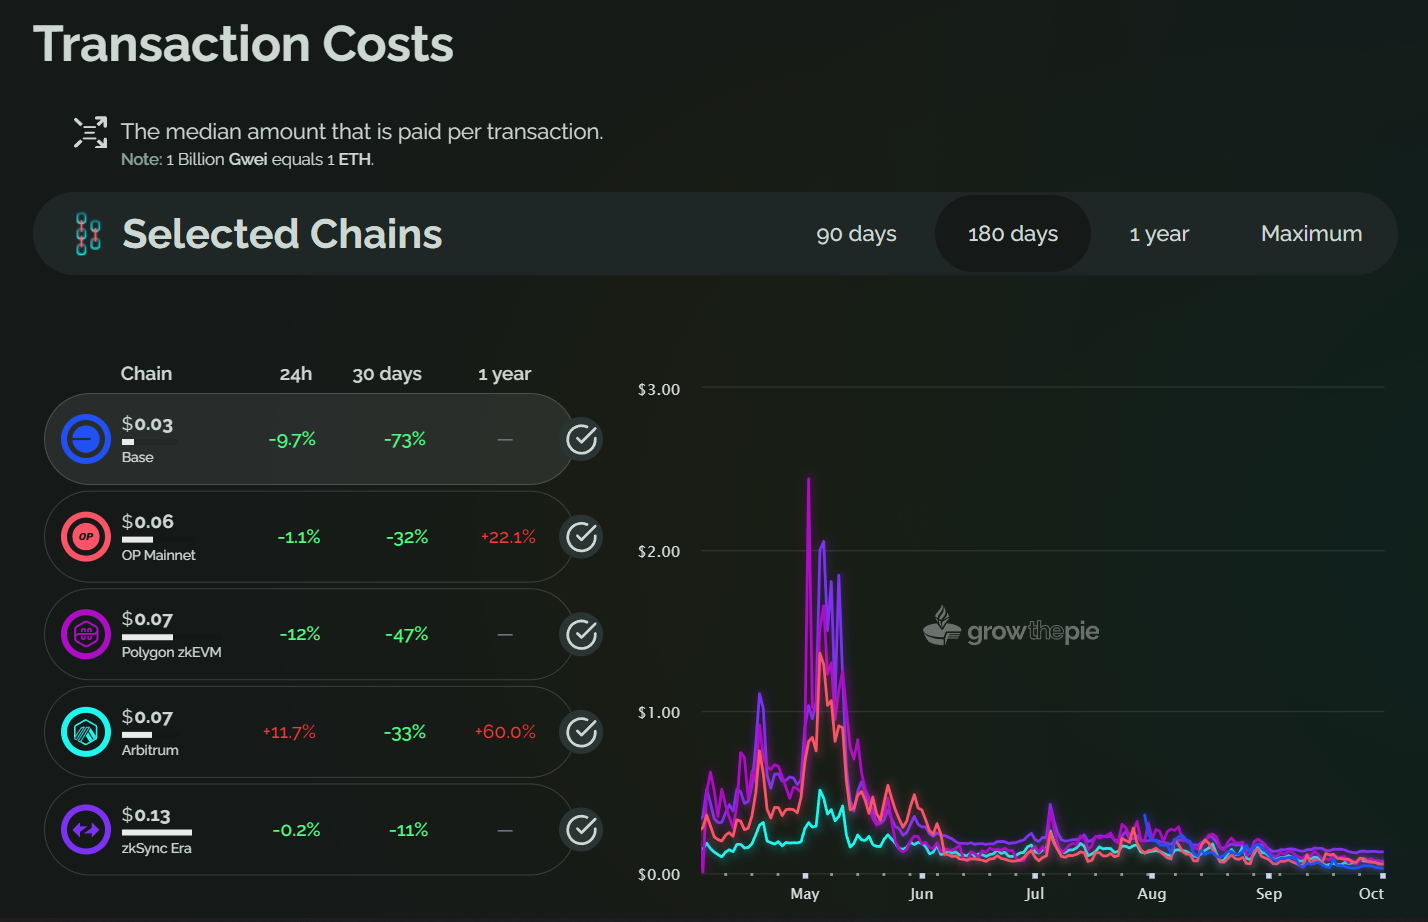 Transaction Costs
The median amount that is paid per transaction.
Note: 1 Billion Gwei equals 1 ETH.
Selected Chains
90 days
180 days
1 year
Maximum
Chain 24h 30 days 1 year
$0.03
Base
-9.7% -73% —
OP
$0.06
OP Mainnet
-1.1% -32% +22.1%
$0.07
Polygon zkEVM
-12% -47% —
$0.07
Arbitrum
+11.7% -33% +60.0%
$0.13
zkSync Era
-0.2% -11% —
$3.00
$2.00
$1.00
$0.00
growthepie
May Jun Jul Aug Sep Oct